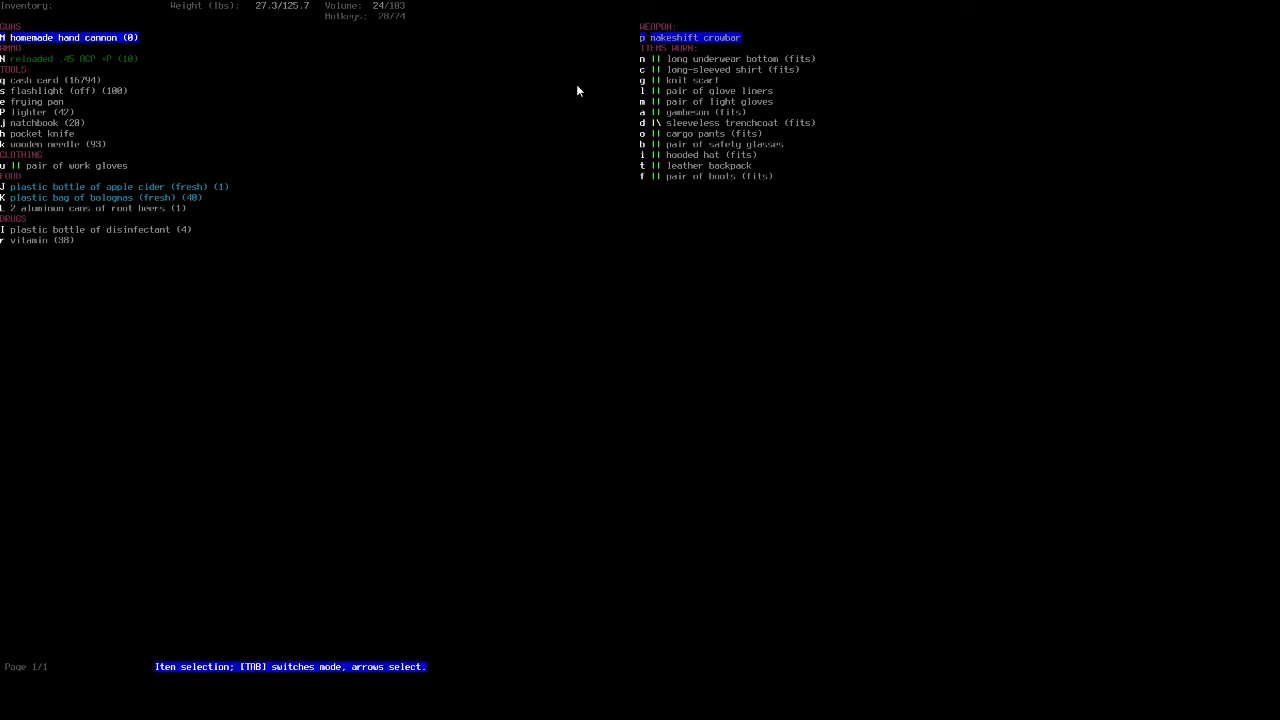 Inventory: Weight (lbs): 27.3/125.7 Volume: 24/103
Hotkeys: 28/74
GUNS
M homemade hand cannon (0)
AMMO
N reloaded .45 ACP +P (10)
TOOLS
q cash card (16794)
s flashlight (off) (100)
e frying pan
P lighter (42)
j matchbook (20)
h pocket knife
k wooden needle (93)
CLOTHING
u || pair of work gloves
FOOD
J plastic bottle of apple cider (fresh) (1)
K plastic bag of bolognas (fresh) (40)
L 2 aluminum cans of root beers (1)
DRUGS
I plastic bottle of disinfectant (4)
r vitamin (38)
WEAPON:
p makeshift crowbar
ITEMS WORN:
n || long underwear bottom (fits)
c || long-sleeved shirt (fits)
g || knit scarf
l || pair of glove liners
m || pair of light gloves
a || gambeson (fits)
d |\ sleeveless trenchcoat (fits)
o || cargo pants (fits)
b || pair of safety glasses
i || hooded hat (fits)
t || leather backpack
f || pair of boots (fits)
Page 1/1 Item selection; [TAB] switches mode, arrows select.